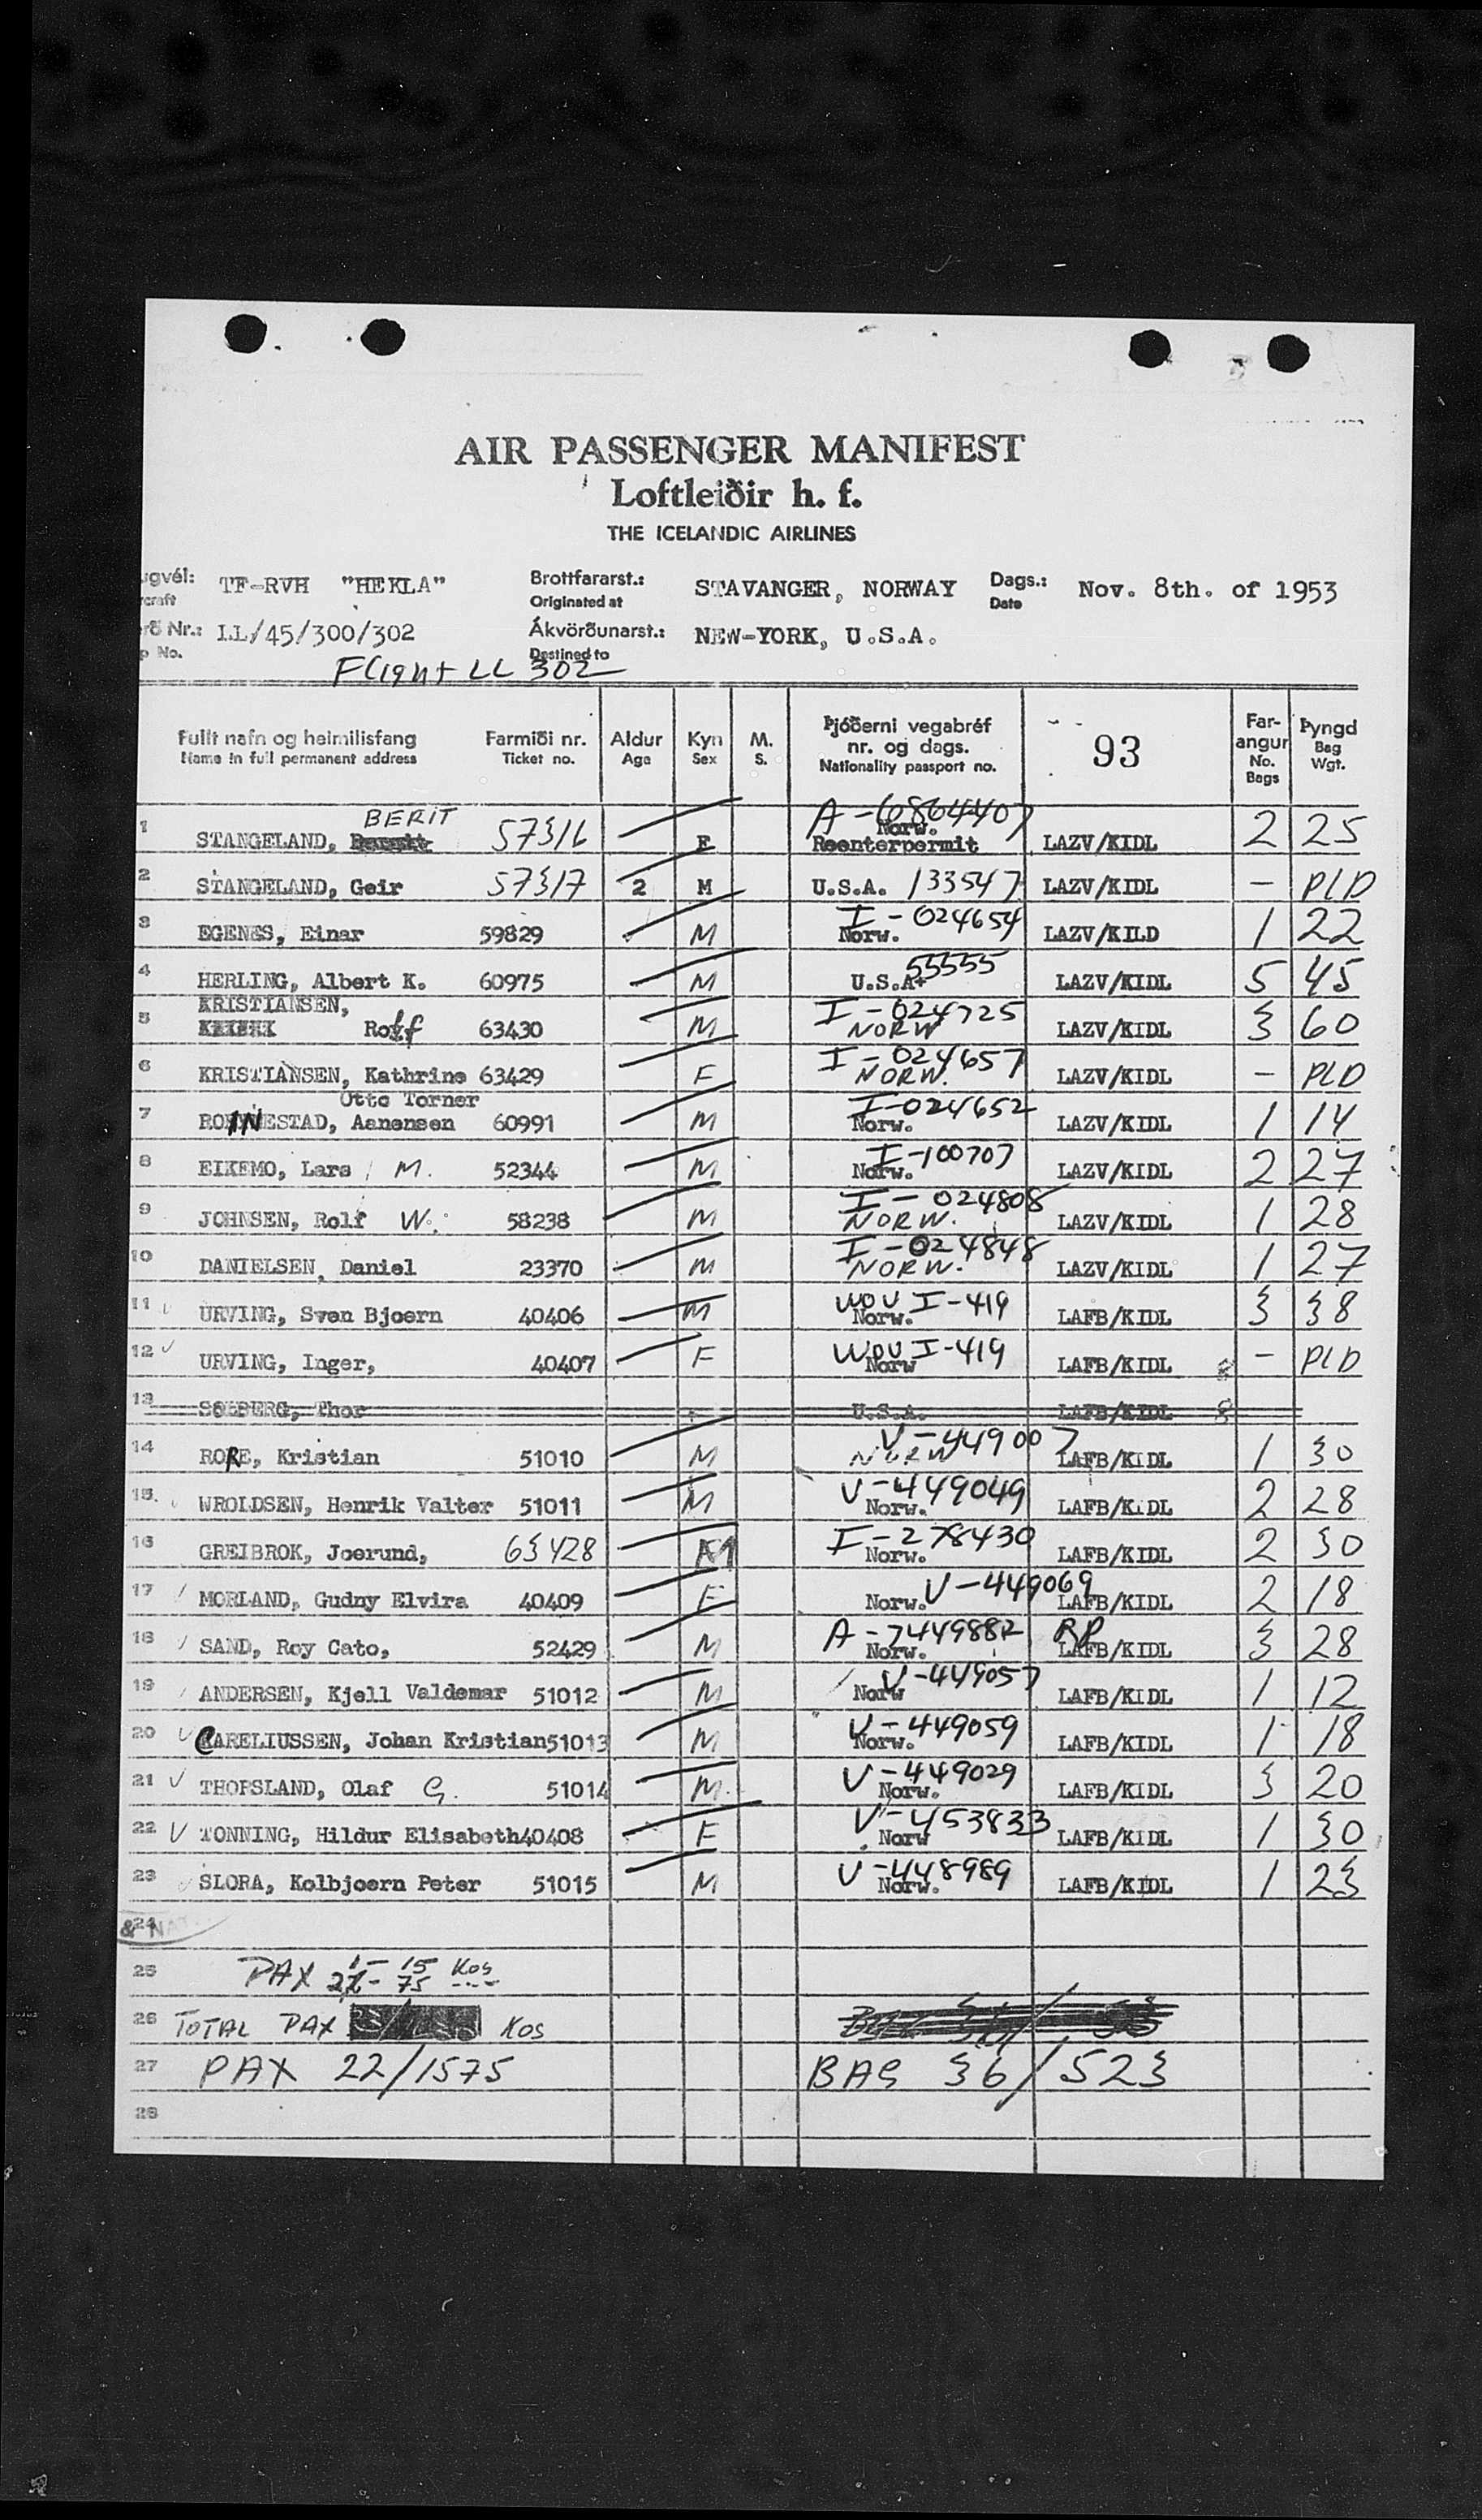 AIR PASSENGER MANIFEST
Loftleiðir h. f.
THE ICELANDIC AIRLINES
gvél: TF-RVH "HEKLA" Brottfararst.: STAVANGER, NORWAY Dags.: Nov. 8th. of 1953
craft Originated at Date
Nr.: LL/45/300/302 Ákvörðunarst.: NEW-YORK, U.S.A.
No. Destined to
Flight LL 302
Fullt nafn og heimilisfang Farmiði nr. Aldur Kyn M. Þjóðerni vegabréf nr. og dags. 93 Farangur Þyngd
Name in full permanent address Ticket no. Age Sex S. Nationality passport no. No. Bags Bag Wgt.
1 STANGELAND, BERIT 57316 F A-6864407 Norw. Reenterpermit LAZV/KIDL 2 25
2 STANGELAND, Geir 57317 2 M U.S.A. 133547 LAZV/KIDL - PLD
3 EGENES, Einar 59829 M I-024654 Norw. LAZV/KILD 1 22
4 HERLING, Albert K. 60975 M 55555 U.S.A. LAZV/KIDL 5 45
5 KRISTIANSEN, Rolf 63430 M I-024725 NORW LAZV/KIDL 3 60
6 KRISTIANSEN, Kathrine 63429 F I-024657 NORW. LAZV/KIDL - PLD
Otto Torner
7 ROINESTAD, Aanensen 60991 M I-024652 Norw. LAZV/KIDL 1 14
8 EIKEMO, Lars M. 52344 M I-100707 Norw. LAZV/KIDL 2 27
9 JOHNSEN, Rolf W. 58238 M I-024808 NORW. LAZV/KIDL 1 28
10 DANIELSEN, Daniel 23370 M I-024848 NORW. LAZV/KIDL 1 27
11 URVING, Sven Bjoern 40406 M WOU I-419 Norw. LAFB/KIDL 3 38
12 URVING, Inger, 40407 F WOU I-419 Norw LAFB/KIDL - PLD
13 SOLBERG, Thor U.S.A. LAFB/KIDL
14 RORE, Kristian 51010 M V-449007 NORW LAFB/KIDL 1 30
15. WROLDSEN, Henrik Valter 51011 M V-449049 Norw. LAFB/KIDL 2 28
16 GREIBROK, Joerund, 63428 M I-278430 Norw. LAFB/KIDL 2 30
17 MORLAND, Gudny Elvira 40409 F Norw. V-449069 LAFB/KIDL 2 18
18 SAND, Roy Cato, 52429 M A-7449882 Norw. RP LAFB/KIDL 3 28
19 ANDERSEN, Kjell Valdemar 51012 M V-449057 Norw LAFB/KIDL 1 12
20 CARELIUSSEN, Johan Kristian 51013 M V-449059 Norw. LAFB/KIDL 1 18
21 THORSLAND, Olaf G. 51014 M. V-449029 Norw. LAFB/KIDL 3 20
22 TONNING, Hildur Elisabeth 40408 F V-453833 Norw LAFB/KIDL 1 30
23 SLORA, Kolbjoern Peter 51015 M V-448989 Norw. LAFB/KIDL 1 23
24
25 PAX 75 Kos
26 TOTAL PAX Kos
27 PAX 22/1575 BAG 36/523
28